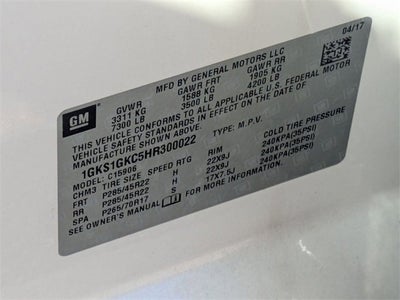 04/17
MFD BY GENERAL MOTORS LLC
GM
GVWR GAWR FRT GAWR RR
3311 KG 1588 KG 1905 KG
7300 LB 3500 LB 4200 LB
THIS VEHICLE CONFORMS TO ALL APPLICABLE U.S. FEDERAL MOTOR
VEHICLE SAFETY STANDARDS IN EFFECT ON THE DATE OF
MANUFACTURE SHOWN ABOVE.
1GKS1GKC5HR300022 TYPE: M.P.V.
MODEL: C15906
CHM3 TIRE SIZE SPEED RTG RIM COLD TIRE PRESSURE
FRT P285/45R22 H 22X9J 240KPA(35PSI)
RR P285/45R22 H 22X9J 240KPA(35PSI)
SPA P265/70R17 17X7.5J 240KPA(35PSI)
SEE OWNER'S MANUAL FOR MORE INFORMATION.